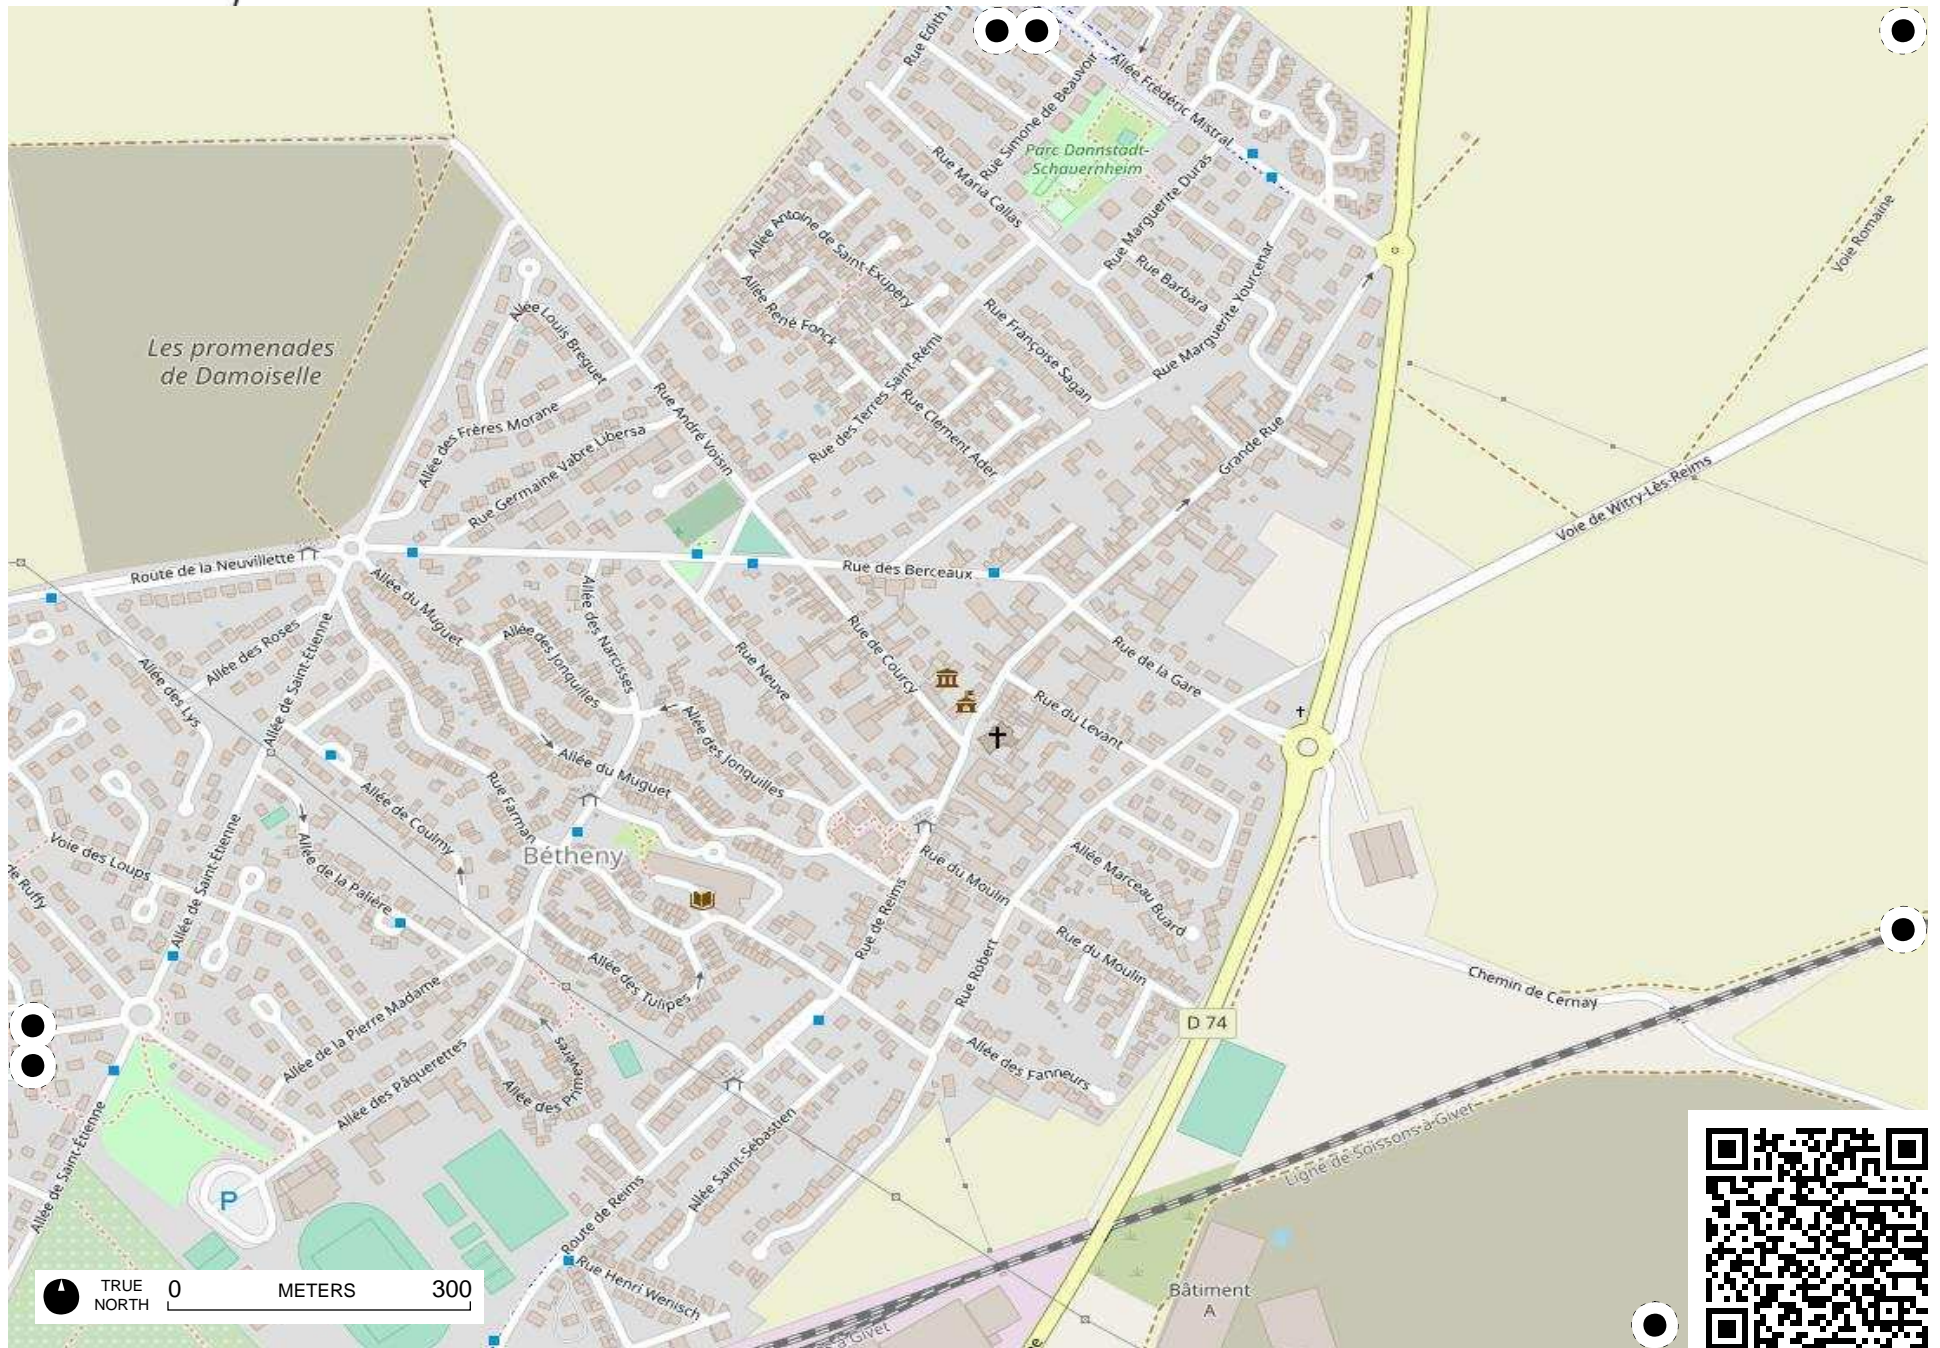 Rue Edith
Allée Frédéric Mistral
Rue Simone de Beauvoir
Parc Dannstadt-
Schauernheim
Rue Maria Callas
Rue Marguerite Duras
Voie Romaine
Allée Antoine de Saint-Exupéry
Rue Barbara
Rue Marguerite Yourcenar
Allée René Fonck
Rue Françoise Sagan
Allée Louis Breguet
Les promenades
de Damoiselle
Rue des Terres Saint-Rémi
Rue André Voisin
Rue Clément Ader
Allée des Frères Morane
Rue Germaine Vabre Libersa
Grande Rue
Voie de Witry-Lès-Reims
Route de la Neuvillette
Rue des Berceaux
Allée du Muguet
Allée des Narcisses
Allée des Jonquilles
Allée des Roses
Allée de Saint-Étienne
Allée des Lys
Rue Neuve
Rue de Courcy
Rue de la Gare
Rue du Levant
Allée des Jonquilles
Allée du Muguet
Rue Farman
Allée de Coulmy
Allée de Saint-Étienne
Bétheny
Voie des Loups
de Ruffy
Allée de la Palière
Rue du Moulin
Allée Marceau Buard
Rue de Reims
Rue du Moulin
Rue Robert
Allée des Tulipes
Chemin de Cernay
Allée de la Pierre Madame
D 74
Allée des Pâquerettes
Allée des Primevères
Allée des Fanneurs
Allée de Saint-Étienne
Allée Saint-Sébastien
Ligne de Soissons à Givet
P
Route de Reims
Rue Henri Wenisch
Bâtiment
A
à Givet
TRUE
NORTH
0 METERS 300